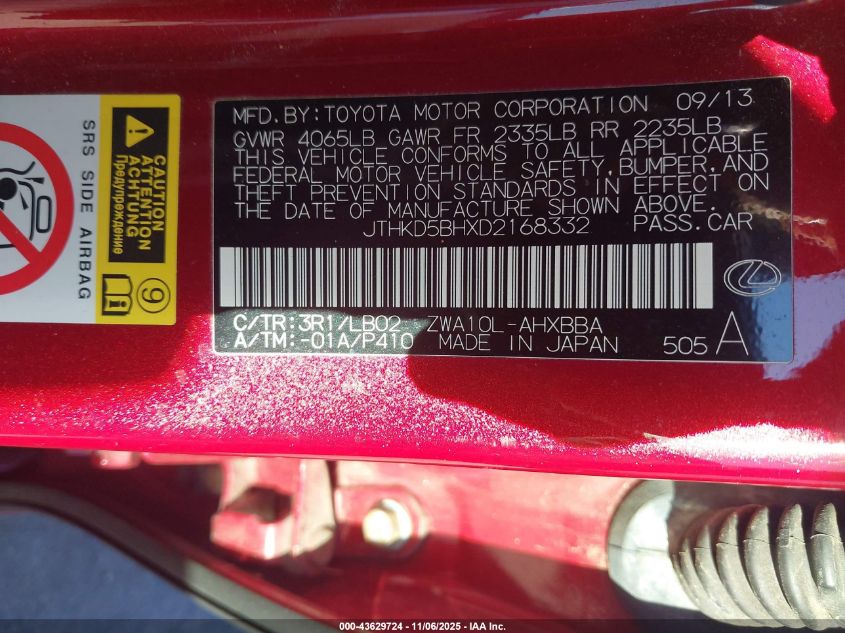 SRS SIDE AIRBAG
CAUTION
ATTENTION
ACHTUNG
Предупреждение
9
MFD.BY:TOYOTA MOTOR CORPORATION 09/13
GVWR 4065LB GAWR FR 2335LB RR 2235LB
THIS VEHICLE CONFORMS TO ALL APPLICABLE
FEDERAL MOTOR VEHICLE SAFETY,BUMPER,AND
THEFT PREVENTION STANDARDS IN EFFECT ON
THE DATE OF MANUFACTURE SHOWN ABOVE.
JTHKD5BHXD2168332 PASS.CAR
C/TR:3R1/LB02 ZWA10L-AHXBBA
A/TM:-01A/P410 MADE IN JAPAN 505 A
000-43629724 - 11/06/2025 - IAA Inc.